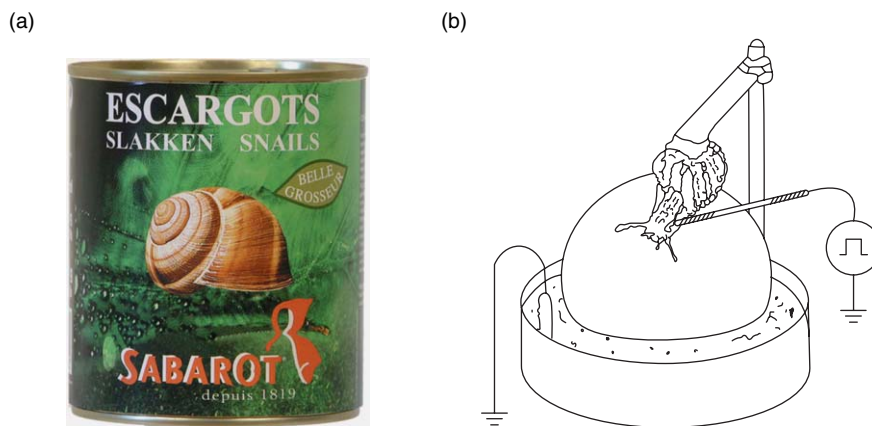 (a)
(b)
ESCARGOTS
SLAKKEN SNAILS
BELLE
GROSSEUR
SABAROT
depuis 1819